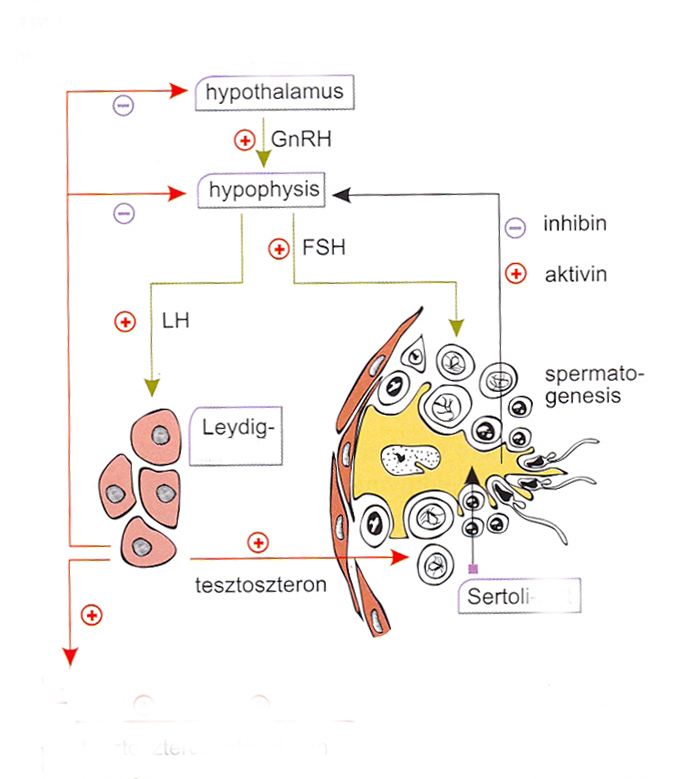 hypothalamus
GnRH
hypophysis
inhibin
FSH
aktivin
LH
spermato-
genesis
Leydig-
tesztoszteron
Sertoli-